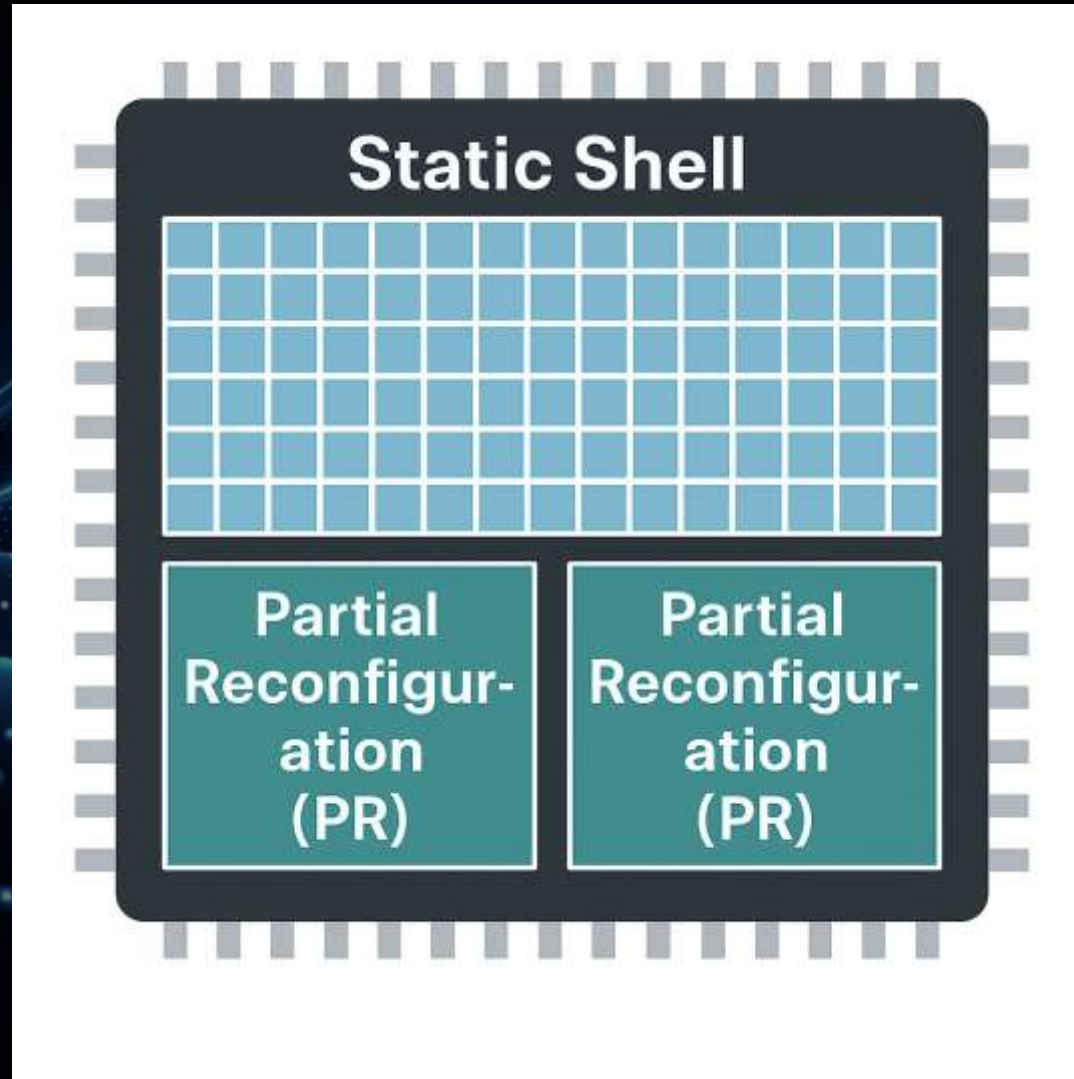 Static Shell
Partial
Reconfigur-
ation
(PR)
Partial
Reconfigur-
ation
(PR)